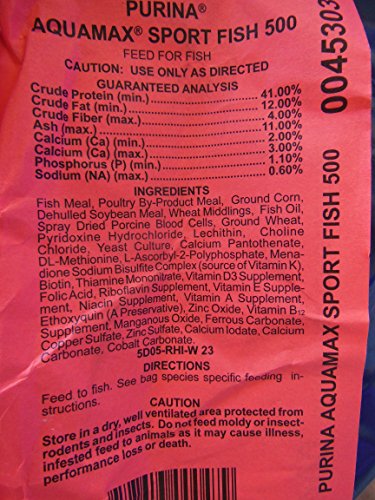 PURINA®
AQUAMAX® SPORT FISH 500
FEED FOR FISH
CAUTION: USE ONLY AS DIRECTED
GUARANTEED ANALYSIS
Crude Protein (min.) 41.00%
Crude Fat (min.) 12.00%
Crude Fiber (max.) 4.00%
Ash (max.) 11.00%
Calcium (Ca) (min.) 2.00%
Calcium (Ca) (max.) 3.00%
Phosphorus (P) (min.) 1.10%
Sodium (NA) (max.) 0.60%
INGREDIENTS
Fish Meal, Poultry By-Product Meal, Ground Corn,
Dehulled Soybean Meal, Wheat Middlings, Fish Oil,
Spray Dried Porcine Blood Cells, Ground Wheat,
Pyridoxine Hydrochloride, Lechithin, Choline
Chloride, Yeast Culture, Calcium Pantothenate,
DL-Methionine, L-Ascorbyl-2-Polyphosphate, Mena-
dione Sodium Bisulfite Complex (source of Vitamin K),
Biotin, Thiamine Mononitrate, Vitamin D3 Supplement,
Folic Acid, Riboflavin Supplement, Vitamin E Supple-
ment, Niacin Supplement, Vitamin A Supplement,
Ethoxyquin (A Preservative), Zinc Oxide, Vitamin B12
Supplement, Manganous Oxide, Ferrous Carbonate,
Copper Sulfate, Zinc Sulfate, Calcium Iodate, Calcium
Carbonate, Cobalt Carbonate.
5D05-RHI-W 23
DIRECTIONS
Feed to fish. See bag species specific feeding in-
structions.
CAUTION
Store in a dry, well ventilated area protected from
rodents and insects. Do not feed moldy or insect-
infested feed to animals as it may cause illness,
performance loss or death.
PURINA AQUAMAX SPORT FISH 500 0045303